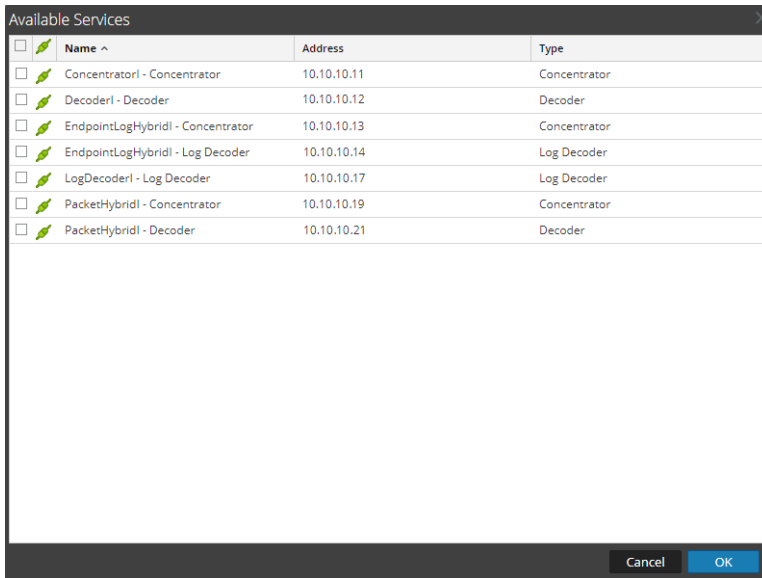 Available Services
Name Address Type
ConcentratorI - Concentrator 10.10.10.11 Concentrator
DecoderI - Decoder 10.10.10.12 Decoder
EndpointLogHybridI - Concentrator 10.10.10.13 Concentrator
EndpointLogHybridI - Log Decoder 10.10.10.14 Log Decoder
LogDecoderI - Log Decoder 10.10.10.17 Log Decoder
PacketHybridI - Concentrator 10.10.10.19 Concentrator
PacketHybridI - Decoder 10.10.10.21 Decoder
Cancel OK